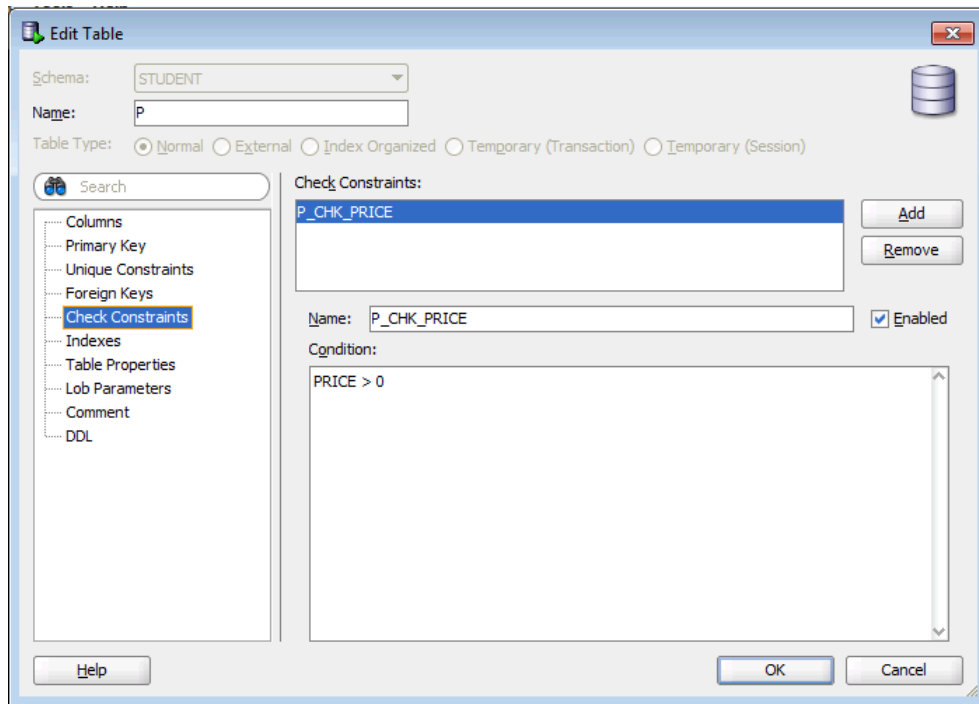 Edit Table
Schema: STUDENT
Name: P
Table Type: Normal External Index Organized Temporary (Transaction) Temporary (Session)
Search
Columns
Primary Key
Unique Constraints
Foreign Keys
Check Constraints
Indexes
Table Properties
Lob Parameters
Comment
DDL
Check Constraints:
P_CHK_PRICE
Add
Remove
Name: P_CHK_PRICE Enabled
Condition:
PRICE > 0
Help
OK
Cancel